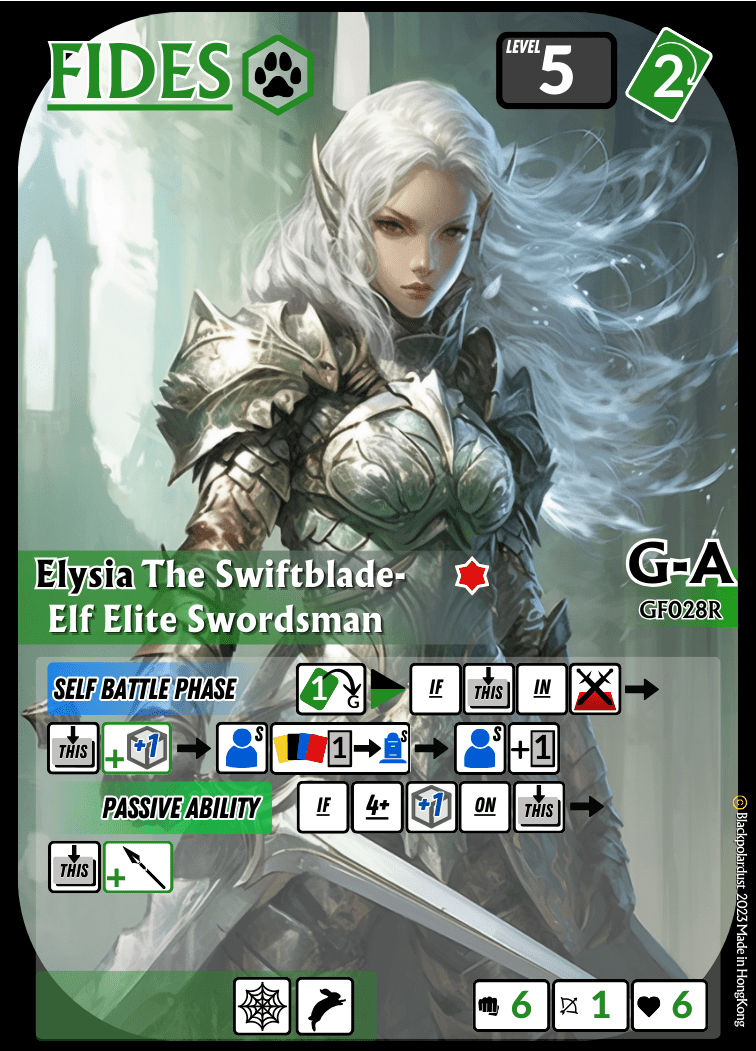 FIDES
LEVEL 5
2
Elysia The Swiftblade-
Elf Elite Swordsman
G-A
GF028R
SELF BATTLE PHASE 1 G IF THIS IN
THIS + +1 S 1 S S +1
PASSIVE ABILITY IF 4+ +1 ON THIS
THIS +
6 1 6
© Blackpolardust 2023 Made in HongKong